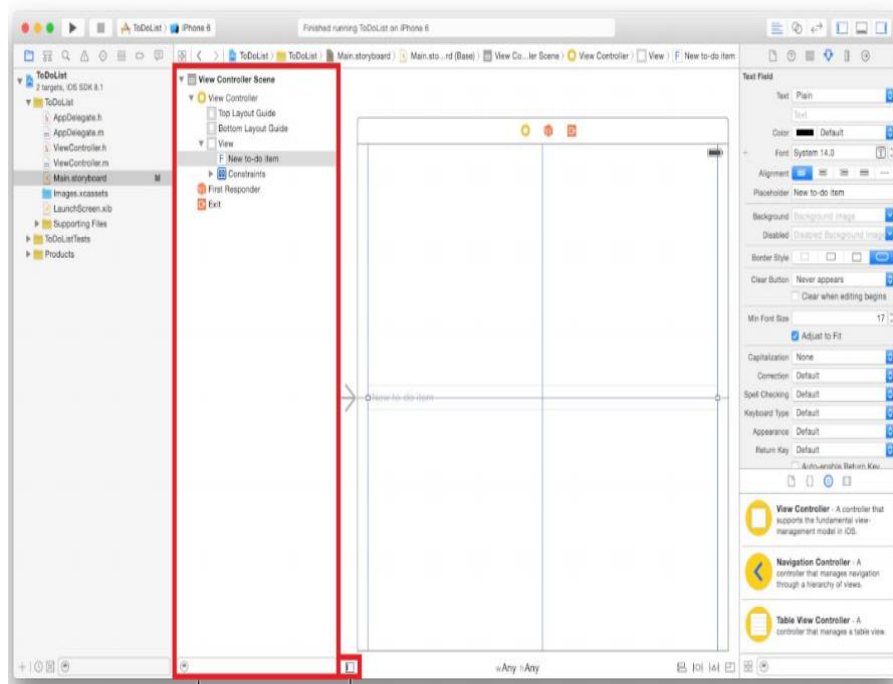 ToDoList
iPhone 6
Finished running ToDoList on iPhone 6
ToDoList
ToDoList
Main.storyboard
Main.sto...rd (Base)
View Co...ler Scene
View Controller
View
F New to-do item
ToDoList
2 targets, iOS SDK 8.1
ToDoList
AppDelegate.h
AppDelegate.m
ViewController.h
ViewController.m
Main.storyboard M
Images.xcassets
LaunchScreen.xib
Supporting Files
ToDoListTests
Products
View Controller Scene
View Controller
Top Layout Guide
Bottom Layout Guide
View
F New to-do item
Constraints
First Responder
Exit
New to-do item
wAny hAny
Text Field
Text Plain
Text
Color Default
Font System 14.0
Alignment
Placeholder New to-do item
Background Background Image
Disabled Disabled Background Image
Border Style
Clear Button Never appears
Clear when editing begins
Min Font Size 17
Adjust to Fit
Capitalization None
Correction Default
Spell Checking Default
Keyboard Type Default
Appearance Default
Return Key Default
Auto-enable Return Key
View Controller - A controller that
supports the fundamental view-
management model in iOS.
Navigation Controller - A
controller that manages navigation
through a hierarchy of views.
Table View Controller - A
controller that manages a table view.